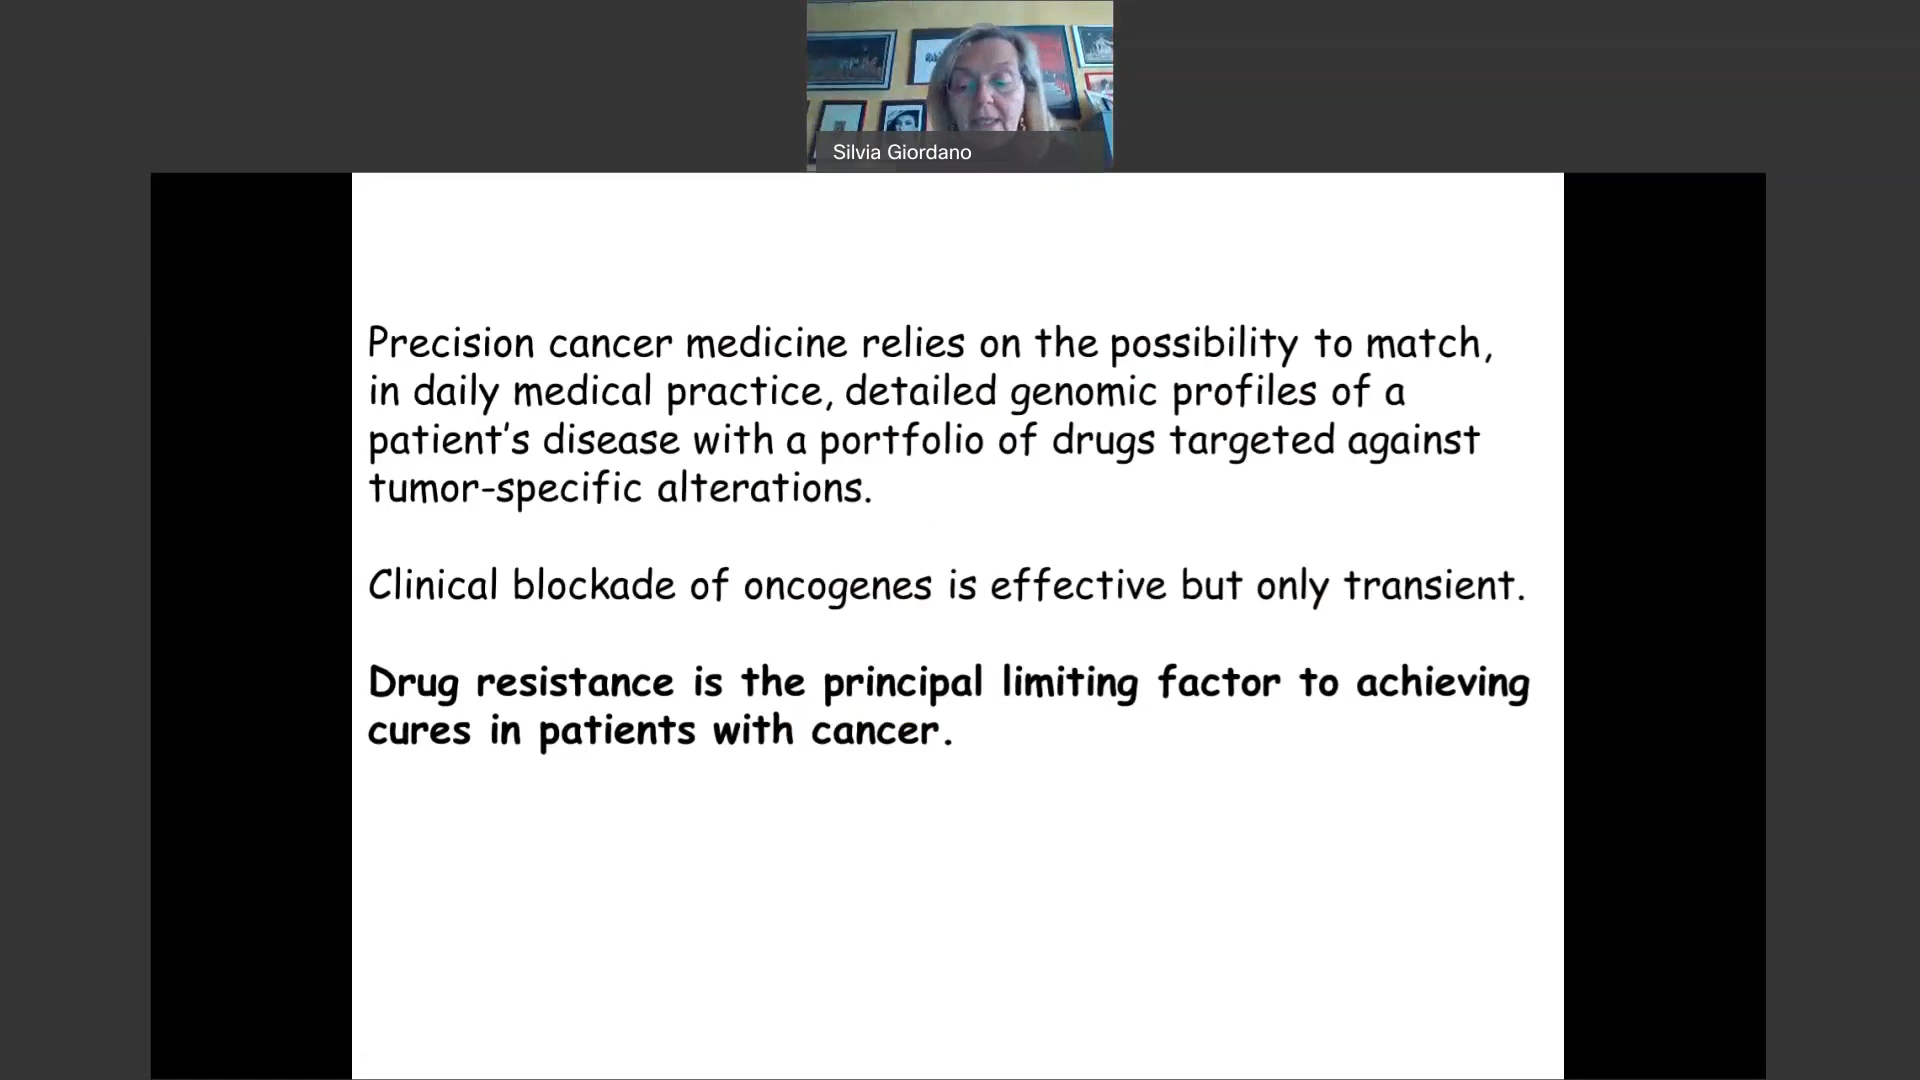 Silvia Giordano
Precision cancer medicine relies on the possibility to match,
in daily medical practice, detailed genomic profiles of a
patient's disease with a portfolio of drugs targeted against
tumor-specific alterations.
Clinical blockade of oncogenes is effective but only transient.
Drug resistance is the principal limiting factor to achieving
cures in patients with cancer.